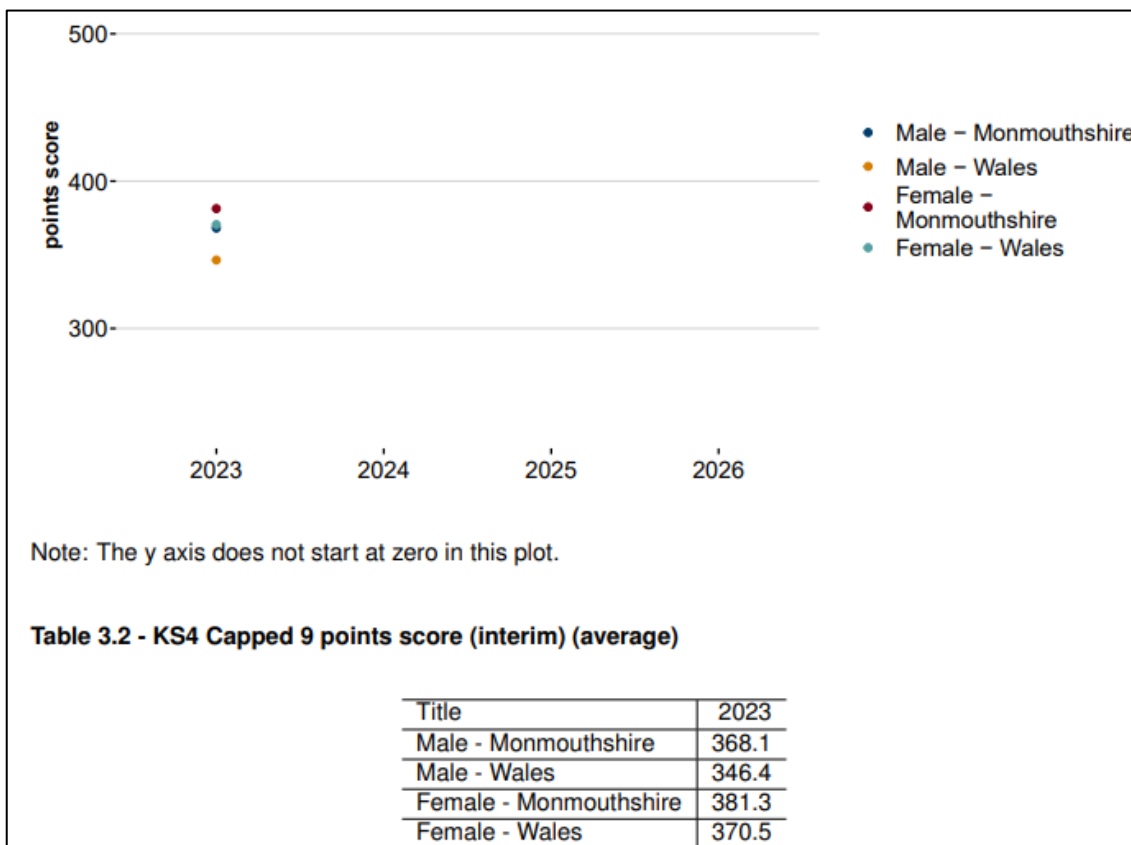 500
400
300
points score
2023 2024 2025 2026
Male – Monmouthshire
Male – Wales
Female –
Monmouthshire
Female – Wales
Note: The y axis does not start at zero in this plot.
Table 3.2 - KS4 Capped 9 points score (interim) (average)
Title 2023
Male - Monmouthshire 368.1
Male - Wales 346.4
Female - Monmouthshire 381.3
Female - Wales 370.5